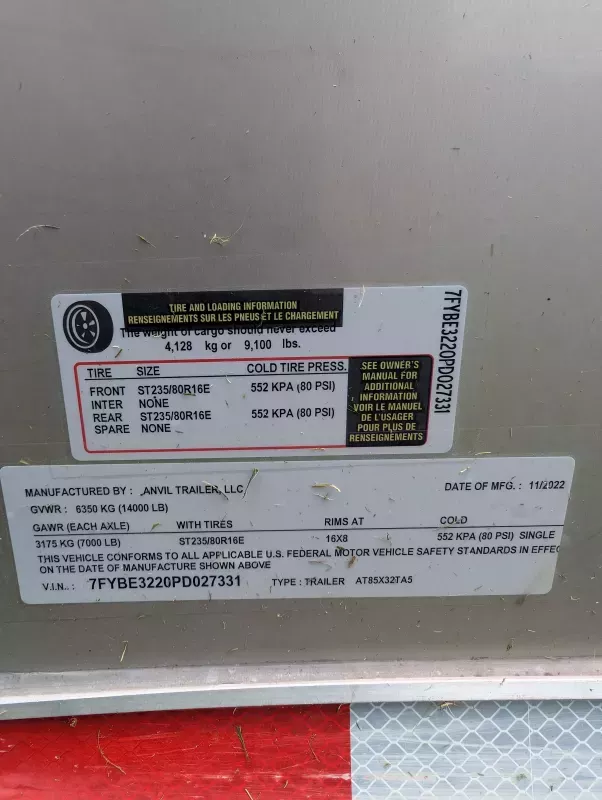 TIRE AND LOADING INFORMATION
RENSEIGNEMENTS SUR LES PNEUS ET LE CHARGEMENT
The weight of cargo should never exceed
4,128 kg or 9,100 lbs.
TIRE SIZE COLD TIRE PRESS.
FRONT ST235/80R16E 552 KPA (80 PSI)
INTER NONE
REAR ST235/80R16E 552 KPA (80 PSI)
SPARE NONE
SEE OWNER'S
MANUAL FOR
ADDITIONAL
INFORMATION
VOIR LE MANUEL
DE L'USAGER
POUR PLUS DE
RENSEIGNEMENTS
7FYBE3220PD027331
MANUFACTURED BY : ANVIL TRAILER, LLC DATE OF MFG. : 11/2022
GVWR : 6350 KG (14000 LB)
GAWR (EACH AXLE) WITH TIRES RIMS AT COLD
3175 KG (7000 LB) ST235/80R16E 16X8 552 KPA (80 PSI) SINGLE
THIS VEHICLE CONFORMS TO ALL APPLICABLE U.S. FEDERAL MOTOR VEHICLE SAFETY STANDARDS IN EFFEC
ON THE DATE OF MANUFACTURE SHOWN ABOVE
V.I.N.. : 7FYBE3220PD027331 TYPE : TRAILER AT85X32TA5